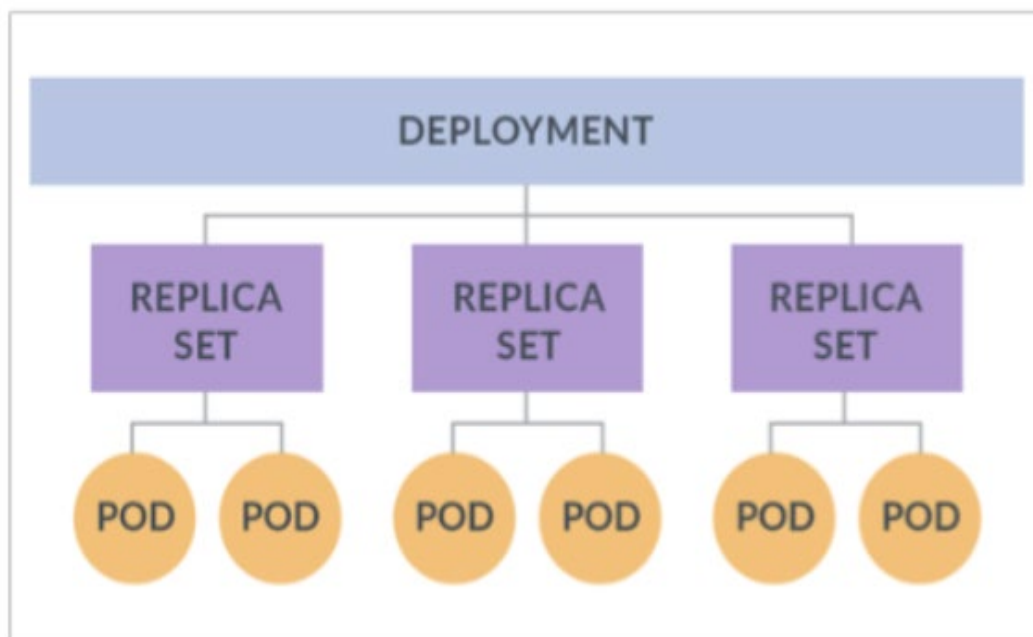 DEPLOYMENT
REPLICA
SET
REPLICA
SET
REPLICA
SET
POD
POD
POD
POD
POD
POD